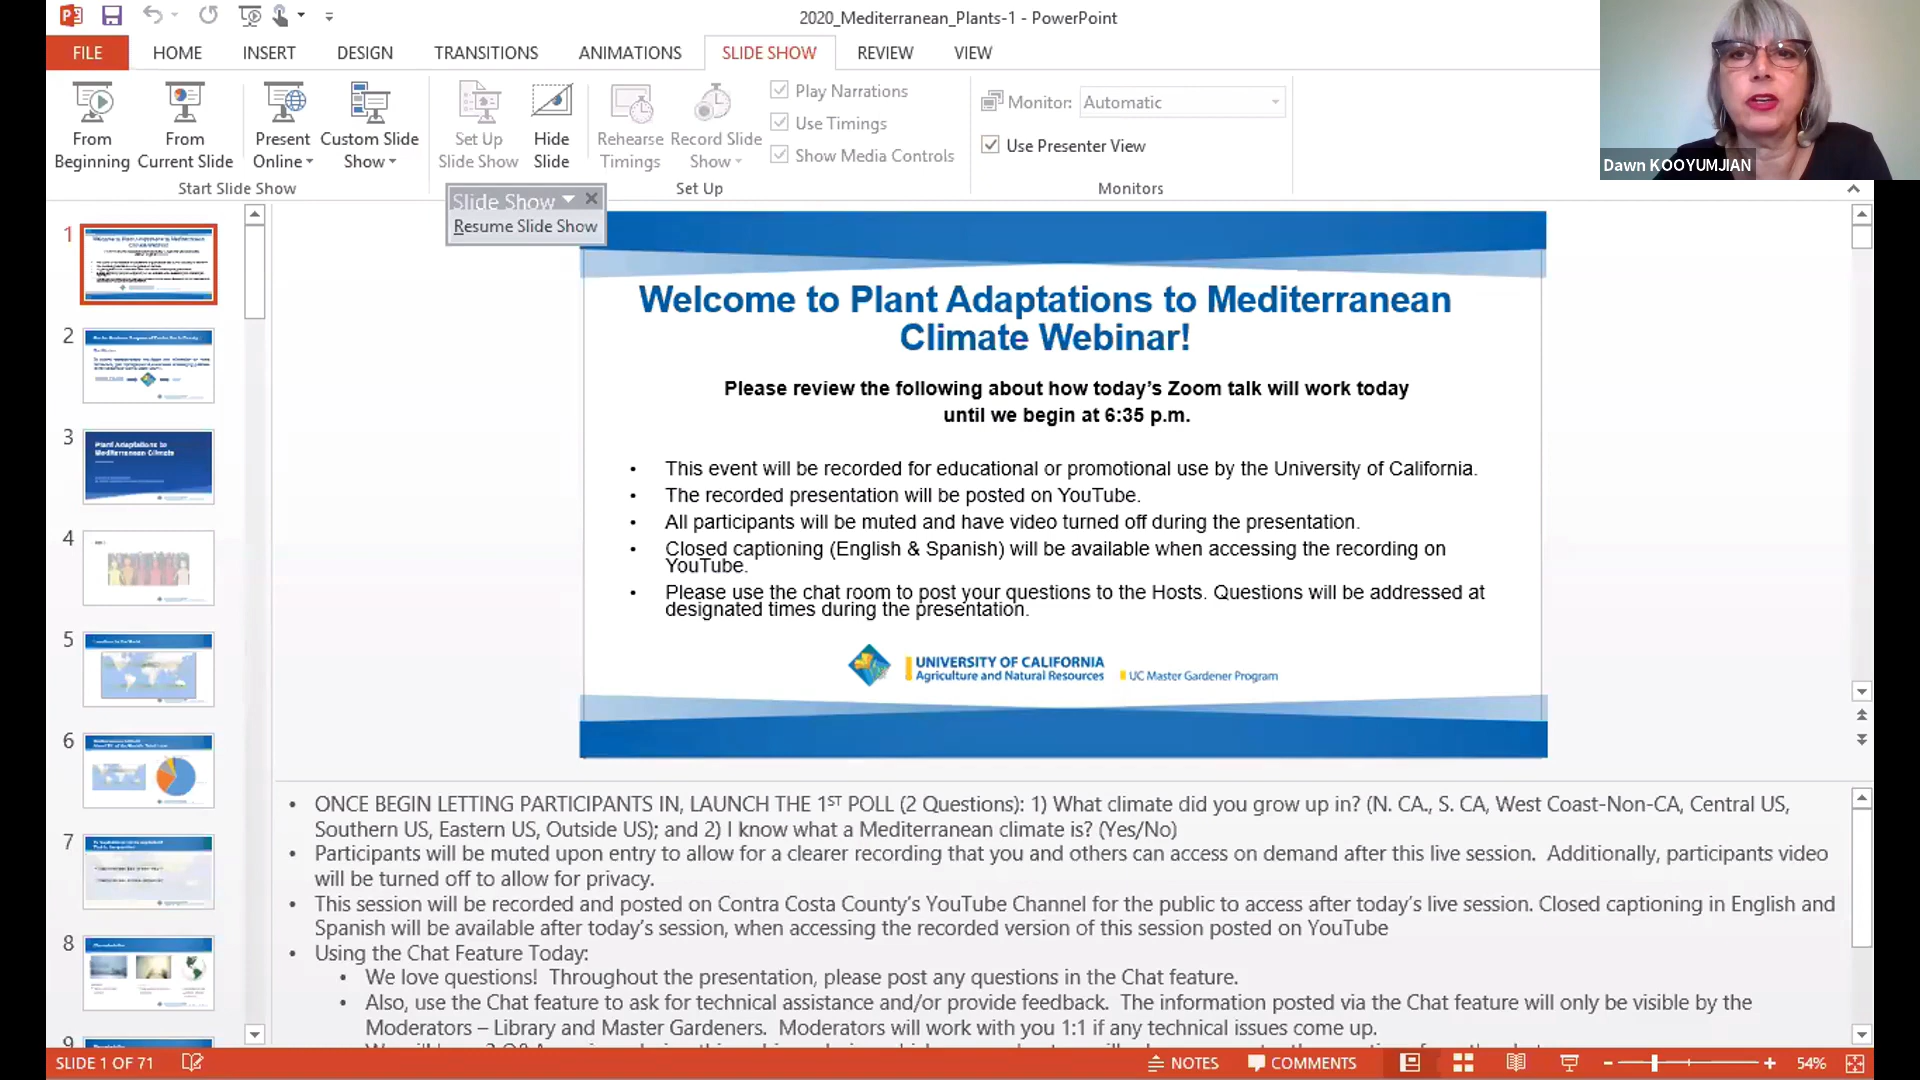 2020_Mediterranean_Plants-1 - PowerPoint
FILE
HOME
INSERT
DESIGN
TRANSITIONS
ANIMATIONS
SLIDE SHOW
REVIEW
VIEW
From
Beginning
From
Current Slide
Present
Online
Custom Slide
Show
Start Slide Show
Set Up
Slide Show
Hide
Slide
Rehearse
Timings
Record Slide
Show
Play Narrations
Use Timings
Show Media Controls
Set Up
Monitor: Automatic
Use Presenter View
Monitors
Dawn KOOYUMJIAN
Slide Show
Resume Slide Show
1
2
3
Plant Adaptations to
Mediterranean Climate
4
5
6
7
8
9
Welcome to Plant Adaptations to Mediterranean
Climate Webinar!
Please review the following about how today's Zoom talk will work today
until we begin at 6:35 p.m.
• This event will be recorded for educational or promotional use by the University of California.
• The recorded presentation will be posted on YouTube.
• All participants will be muted and have video turned off during the presentation.
• Closed captioning (English & Spanish) will be available when accessing the recording on
YouTube.
• Please use the chat room to post your questions to the Hosts. Questions will be addressed at
designated times during the presentation.
UNIVERSITY OF CALIFORNIA
Agriculture and Natural Resources
UC Master Gardener Program
• ONCE BEGIN LETTING PARTICIPANTS IN, LAUNCH THE 1ST POLL (2 Questions): 1) What climate did you grow up in? (N. CA., S. CA, West Coast-Non-CA, Central US,
Southern US, Eastern US, Outside US); and 2) I know what a Mediterranean climate is? (Yes/No)
• Participants will be muted upon entry to allow for a clearer recording that you and others can access on demand after this live session. Additionally, participants video
will be turned off to allow for privacy.
• This session will be recorded and posted on Contra Costa County's YouTube Channel for the public to access after today's live session. Closed captioning in English and
Spanish will be available after today's session, when accessing the recorded version of this session posted on YouTube
• Using the Chat Feature Today:
• We love questions! Throughout the presentation, please post any questions in the Chat feature.
• Also, use the Chat feature to ask for technical assistance and/or provide feedback. The information posted via the Chat feature will only be visible by the
Moderators – Library and Master Gardeners. Moderators will work with you 1:1 if any technical issues come up.
SLIDE 1 OF 71
NOTES
COMMENTS
54%